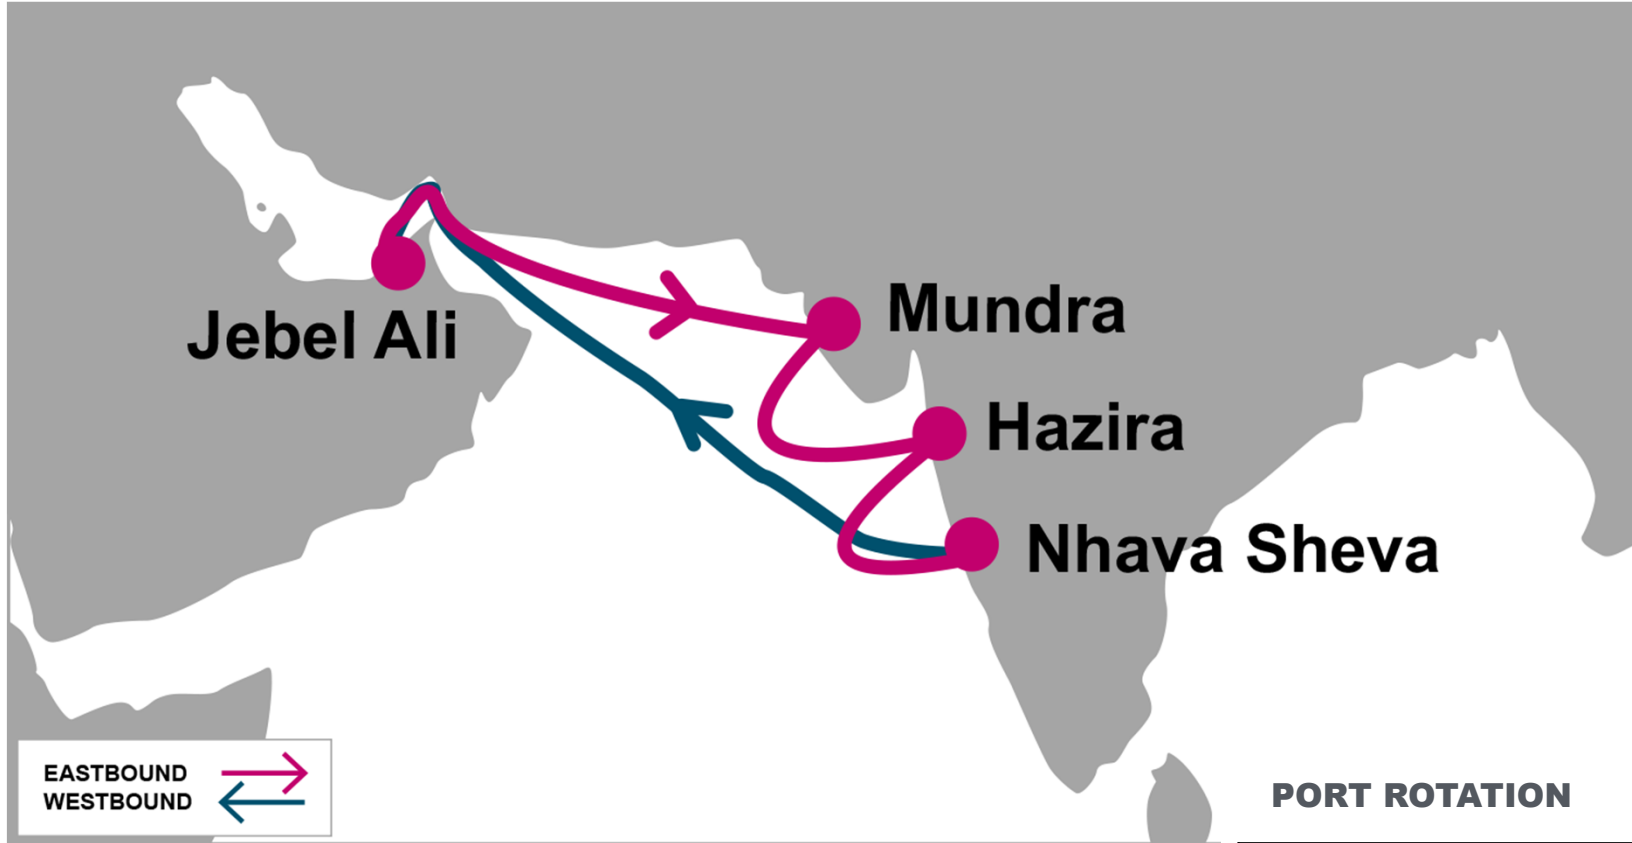 Jebel Ali
Mundra
Hazira
Nhava Sheva
EASTBOUND
WESTBOUND
PORT ROTATION